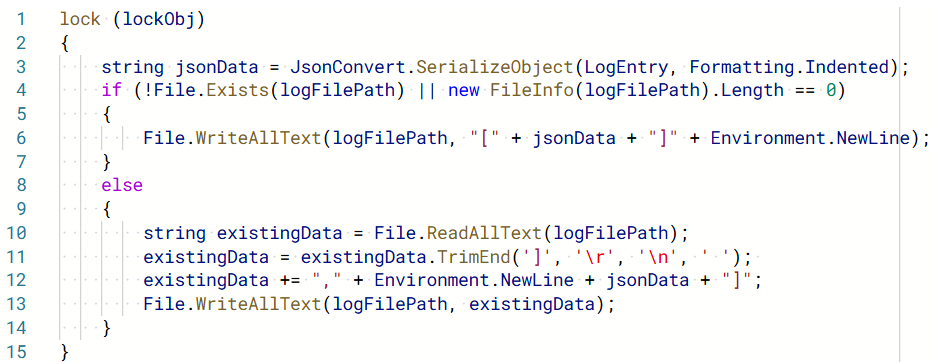 1 lock (lockObj)
2 {
3     string jsonData = JsonConvert.SerializeObject(LogEntry, Formatting.Indented);
4     if (!File.Exists(logFilePath) || new FileInfo(logFilePath).Length == 0)
5     {
6         File.WriteAllText(logFilePath, "[" + jsonData + "]" + Environment.NewLine);
7     }
8     else
9     {
10         string existingData = File.ReadAllText(logFilePath);
11         existingData = existingData.TrimEnd(']', '\r', '\n', ' ');
12         existingData += "," + Environment.NewLine + jsonData + "]";
13         File.WriteAllText(logFilePath, existingData);
14     }
15 }